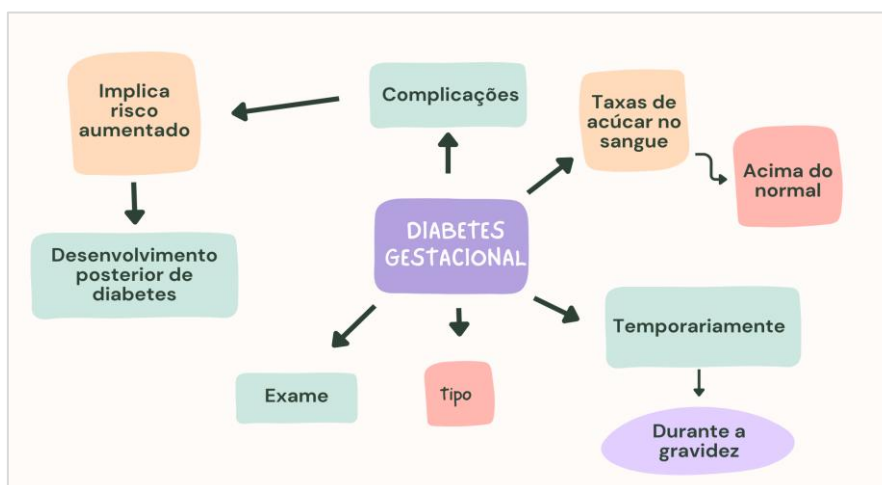 Implica
risco
aumentado
Complicações
Taxas de
acúcar no
sangue
Acima do
normal
DIABETES
GESTACIONAL
Desenvolvimento
posterior de
diabetes
Temporariamente
Exame
Tipo
Durante a
gravidez